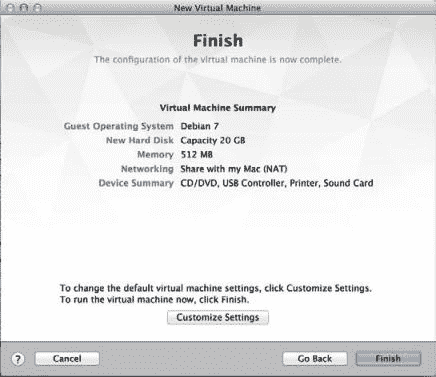 New Virtual Machine
Finish
The configuration of the virtual machine is now complete.
Virtual Machine Summary
Guest Operating System Debian 7
New Hard Disk Capacity 20 GB
Memory 512 MB
Networking Share with my Mac (NAT)
Device Summary CD/DVD, USB Controller, Printer, Sound Card
To change the default virtual machine settings, click Customize Settings.
To run the virtual machine now, click Finish.
Customize Settings
? Cancel Go Back Finish